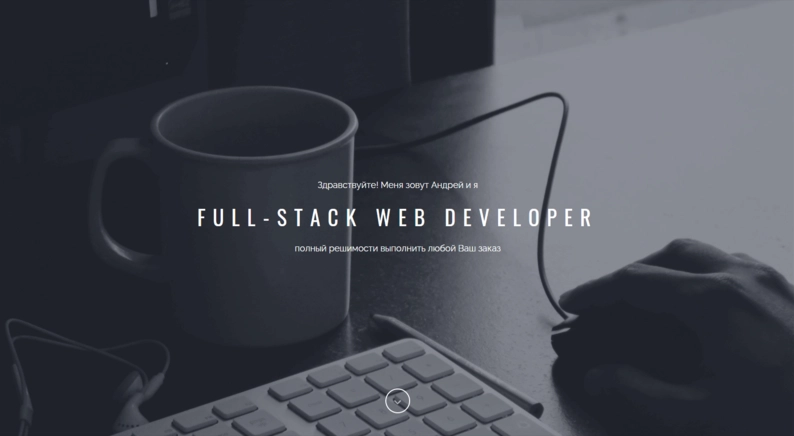 Здравствуйте! Меня зовут Андрей и я
FULL-STACK WEB DEVELOPER
полный решимости выполнить любой Ваш заказ